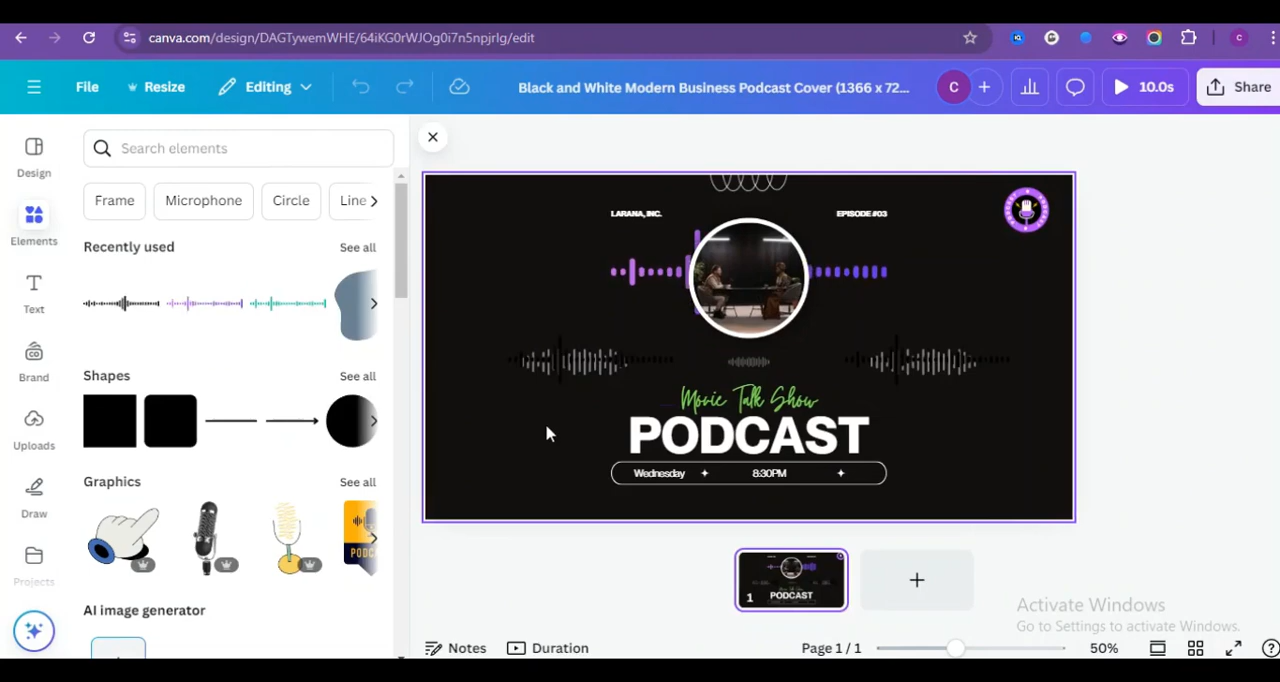 canva.com/design/DAGTywemWHE/64iKG0rWJOg0i7n5npjrlg/edit
C
File
Resize
Editing
Black and White Modern Business Podcast Cover (1366 x 72...
C
10.0s
Share
Design
Elements
Text
Brand
Uploads
Draw
Projects
Search elements
Frame
Microphone
Circle
Line
Recently used
See all
Shapes
See all
Graphics
See all
PODC
AI image generator
LARANA, INC.
EPISODE #03
Movie Talk Show
PODCAST
Wednesday
8:30PM
1
PODCAST
Activate Windows
Go to Settings to activate Windows.
Notes
Duration
Page 1 / 1
50%